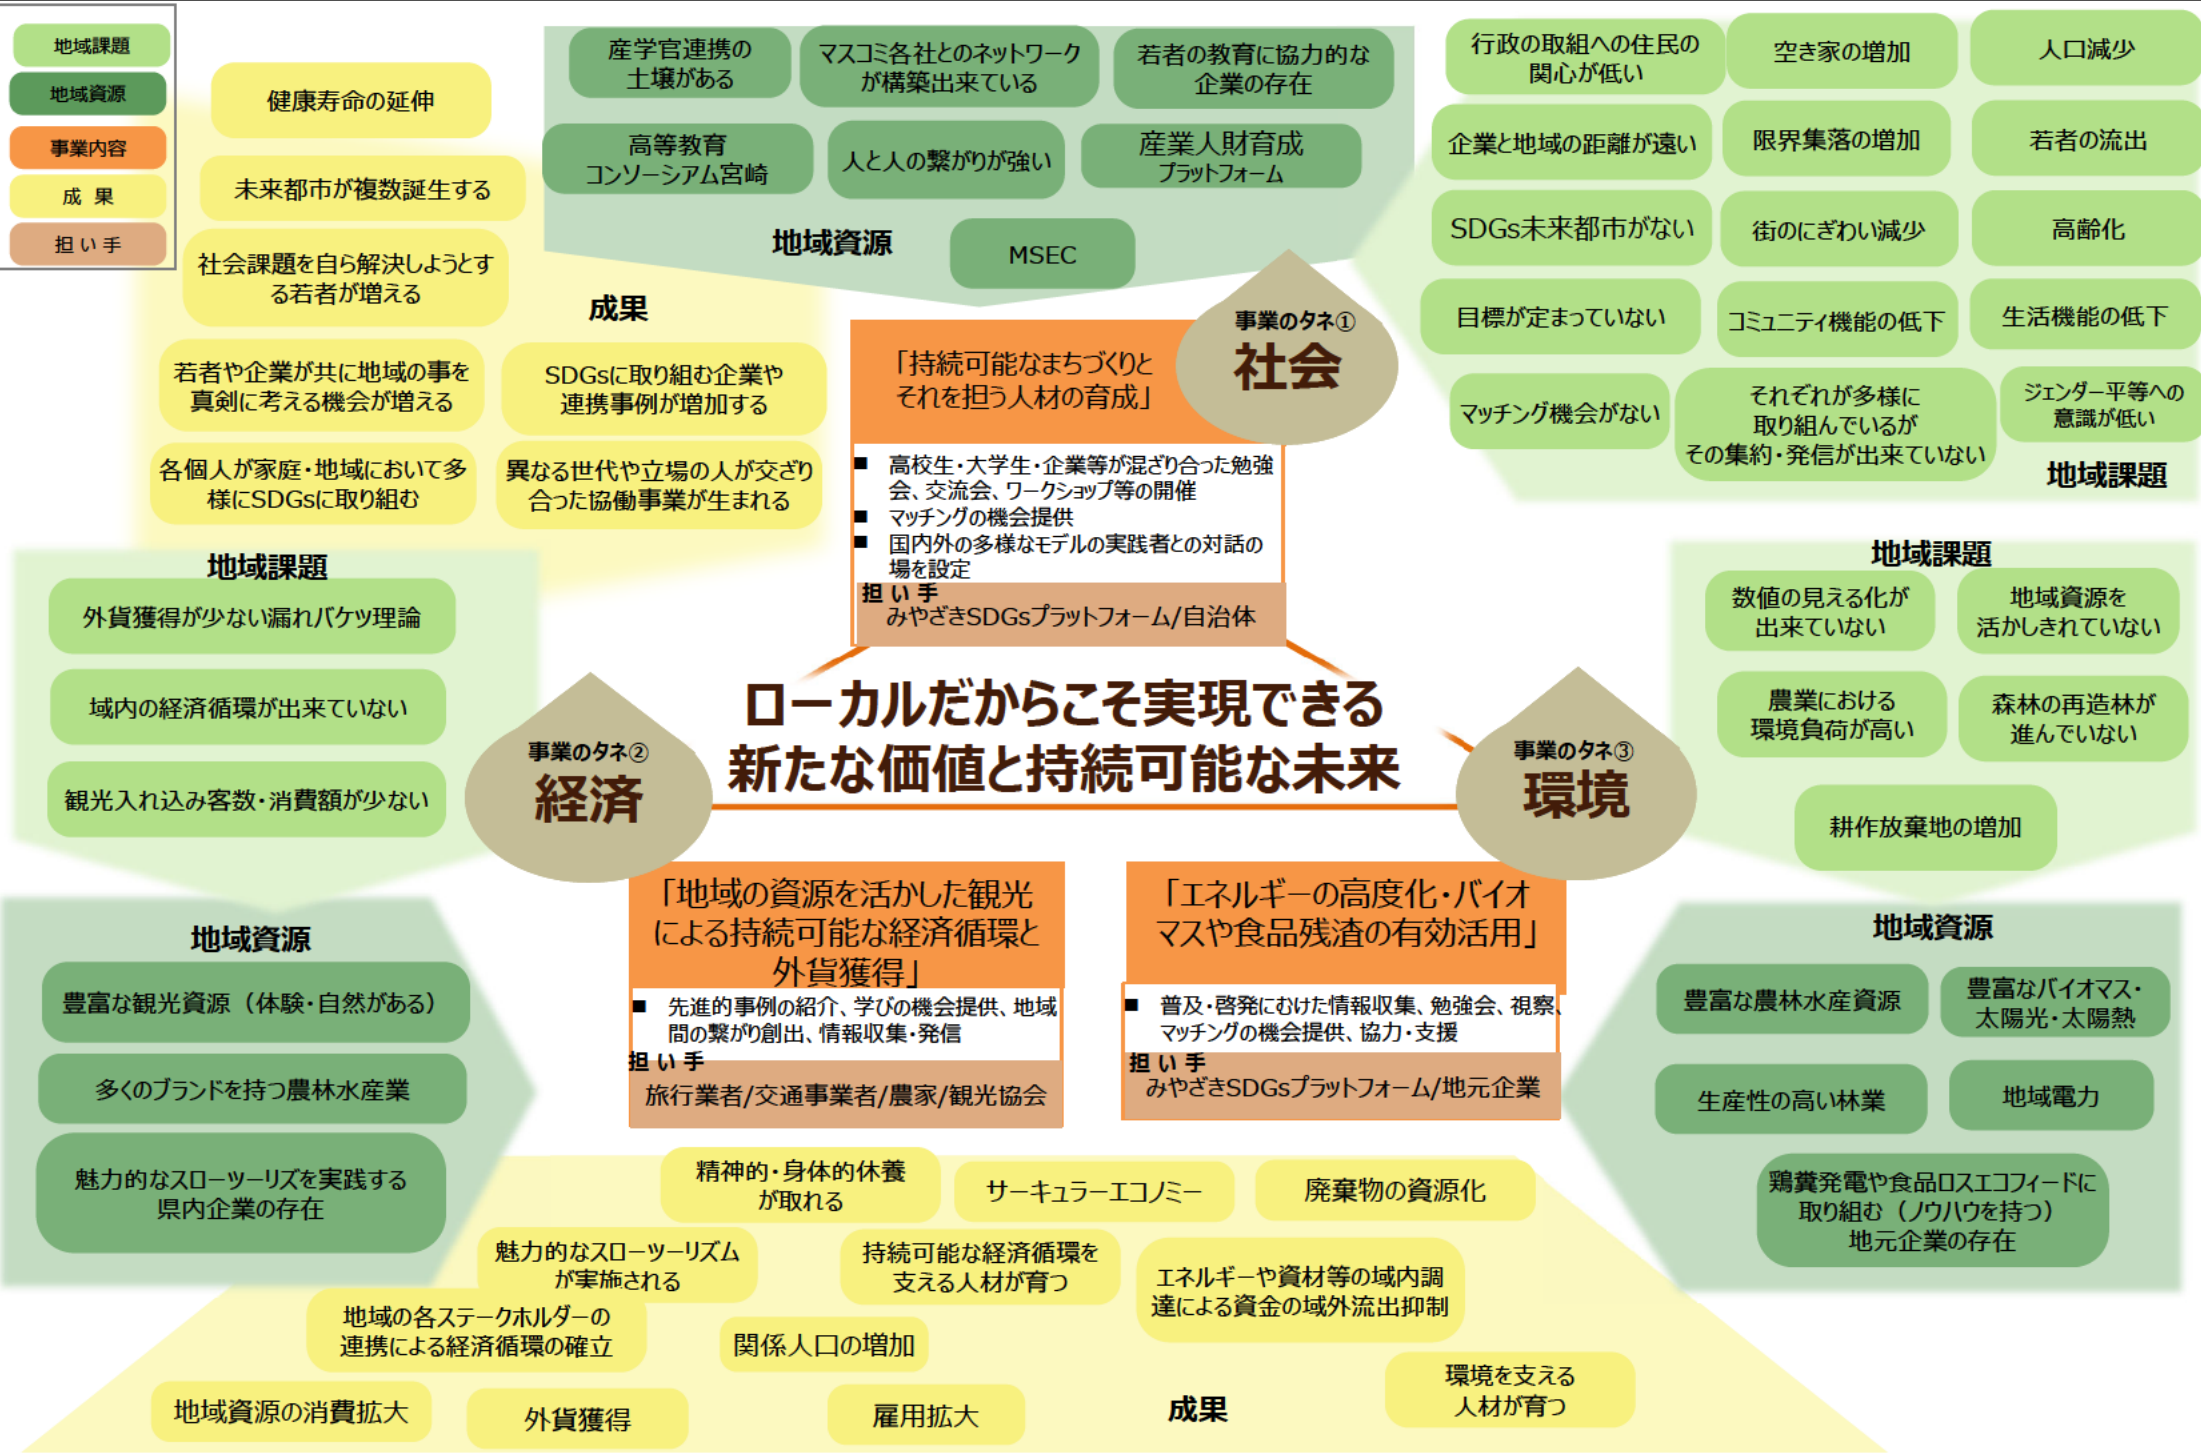 地域課題
地域資源
事業内容
成 果
担 い 手
健康寿命の延伸
未来都市が複数誕生する
社会課題を自ら解決しようとす
る若者が増える
成果
若者や企業が共に地域の事を
真剣に考える機会が増える
SDGsに取り組む企業や
連携事例が増加する
各個人が家庭・地域において多
様にSDGsに取り組む
異なる世代や立場の人が交ざり
合った協働事業が生まれる
産学官連携の
土壌がある
マスコミ各社とのネットワーク
が構築出来ている
若者の教育に協力的な
企業の存在
高等教育
コンソーシアム宮崎
人と人の繋がりが強い
産業人財育成
プラットフォーム
地域資源
MSEC
行政の取組への住民の
関心が低い
空き家の増加
人口減少
企業と地域の距離が遠い
限界集落の増加
若者の流出
SDGs未来都市がない
街のにぎわい減少
高齢化
目標が定まっていない
コミュニティ機能の低下
生活機能の低下
マッチング機会がない
それぞれが多様に
取り組んでいるが
その集約・発信が出来ていない
ジェンダー平等への
意識が低い
地域課題
事業のタネ①
社会
「持続可能なまちづくりと
それを担う人材の育成」
■ 高校生・大学生・企業等が混ざり合った勉強
会、交流会、ワークショップ等の開催
■ マッチングの機会提供
■ 国内外の多様なモデルの実践者との対話の
場を設定
担 い 手
みやざきSDGsプラットフォーム/自治体
ローカルだからこそ実現できる
新たな価値と持続可能な未来
地域課題
外貨獲得が少ない漏れバケツ理論
域内の経済循環が出来ていない
観光入れ込み客数・消費額が少ない
事業のタネ②
経済
地域資源
豊富な観光資源（体験・自然がある）
多くのブランドを持つ農林水産業
魅力的なスローツーリズを実践する
県内企業の存在
「地域の資源を活かした観光
による持続可能な経済循環と
外貨獲得」
■ 先進的事例の紹介、学びの機会提供、地域
間の繋がり創出、情報収集・発信
担 い 手
旅行業者/交通事業者/農家/観光協会
地域課題
数値の見える化が
出来ていない
地域資源を
活かしきれていない
農業における
環境負荷が高い
森林の再造林が
進んでいない
耕作放棄地の増加
事業のタネ③
環境
「エネルギーの高度化・バイオ
マスや食品残渣の有効活用」
■ 普及・啓発にむけた情報収集、勉強会、視察、
マッチングの機会提供、協力・支援
担 い 手
みやざきSDGsプラットフォーム/地元企業
地域資源
豊富な農林水産資源
豊富なバイオマス・
太陽光・太陽熱
生産性の高い林業
地域電力
鶏糞発電や食品ロスエコフィードに
取り組む（ノウハウを持つ）
地元企業の存在
精神的・身体的休養
が取れる
サーキュラーエコノミー
廃棄物の資源化
魅力的なスローツーリズム
が実施される
持続可能な経済循環を
支える人材が育つ
エネルギーや資材等の域内調
達による資金の域外流出抑制
地域の各ステークホルダーの
連携による経済循環の確立
関係人口の増加
環境を支える
人材が育つ
地域資源の消費拡大
外貨獲得
雇用拡大
成果